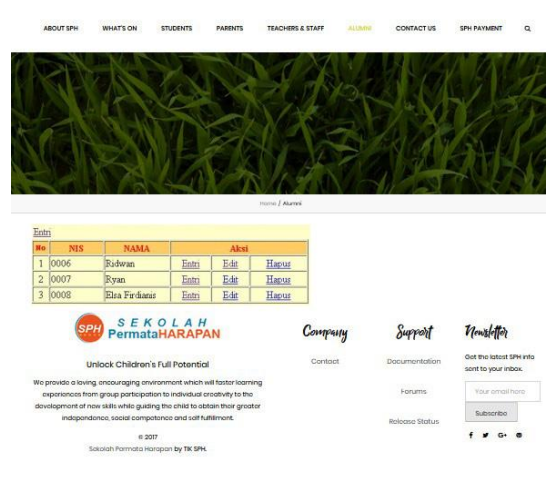 ABOUT SPH WHAT'S ON STUDENTS PARENTS TEACHERS & STAFF ALUMNI CONTACT US SPH PAYMENT
Home / Alumni
Entri
No NIS NAMA Aksi
1 0006 Ridwan Entri Edit Hapus
2 0007 Ryan Entri Edit Hapus
3 0008 Elsa Firdianis Entri Edit Hapus
SPH SEKOLAH
PermataHARAPAN
Unlock Children's Full Potential
We provide a loving, encouraging environment which will foster learning
experiences from group participation to individual creativity to the
development of new skills while guiding the child to obtain their greater
independence, social competence and self fulfillment.
© 2017
Sekolah Permata Harapan by TIK SPH.
Company
Contact
Support
Documentation
Forums
Release Status
Newsletter
Get the latest SPH info
sent to your inbox.
Your email here
Subscribe
f G+